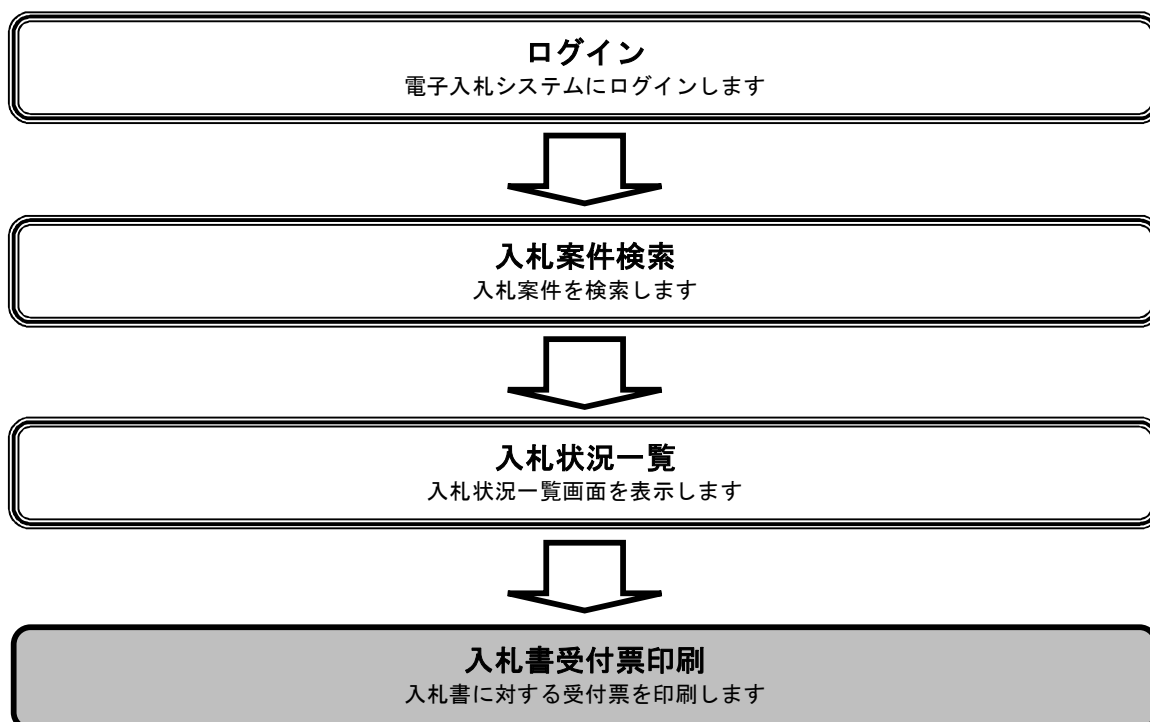 ログイン
電子入札システムにログインします
入札案件検索
入札案件を検索します
入札状況一覧
入札状況一覧画面を表示します
入札書受付票印刷
入札書に対する受付票を印刷します